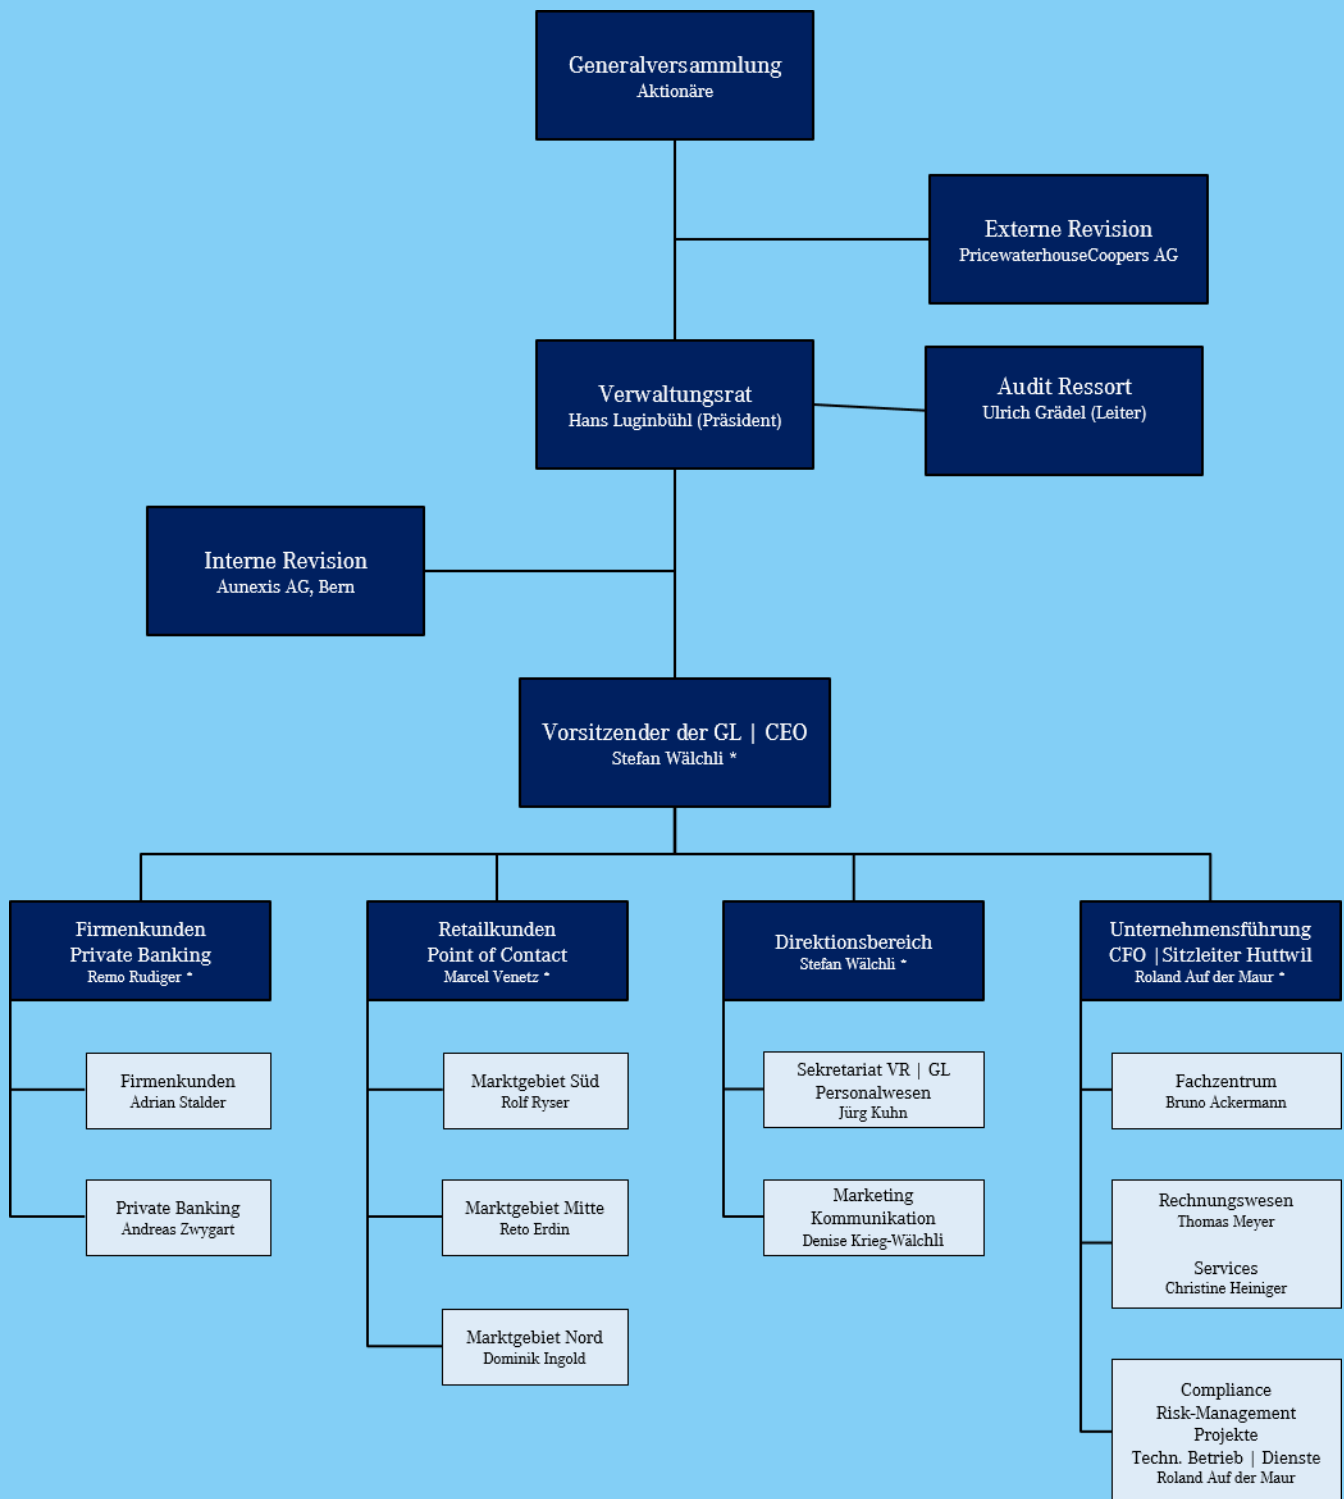 Generalversammlung
Aktionäre
Externe Revision
PricewaterhouseCoopers AG
Verwaltungsrat
Hans Luginbühl (Präsident)
Audit Ressort
Ulrich Grädel (Leiter)
Interne Revision
Aunexis AG, Bern
Vorsitzender der GL | CEO
Stefan Wälchli *
Firmenkunden
Private Banking
Remo Rudiger *
Firmenkunden
Adrian Stalder
Private Banking
Andreas Zwygart
Retailkunden
Point of Contact
Marcel Venetz *
Marktgebiet Süd
Rolf Ryser
Marktgebiet Mitte
Reto Erdin
Marktgebiet Nord
Dominik Ingold
Direktionsbereich
Stefan Wälchli *
Sekretariat VR | GL
Personalwesen
Jürg Kuhn
Marketing
Kommunikation
Denise Krieg-Wälchli
Unternehmensführung
CFO |Sitzleiter Huttwil
Roland Auf der Maur *
Fachzentrum
Bruno Ackermann
Rechnungswesen
Thomas Meyer
Services
Christine Heiniger
Compliance
Risk-Management
Projekte
Techn. Betrieb | Dienste
Roland Auf der Maur